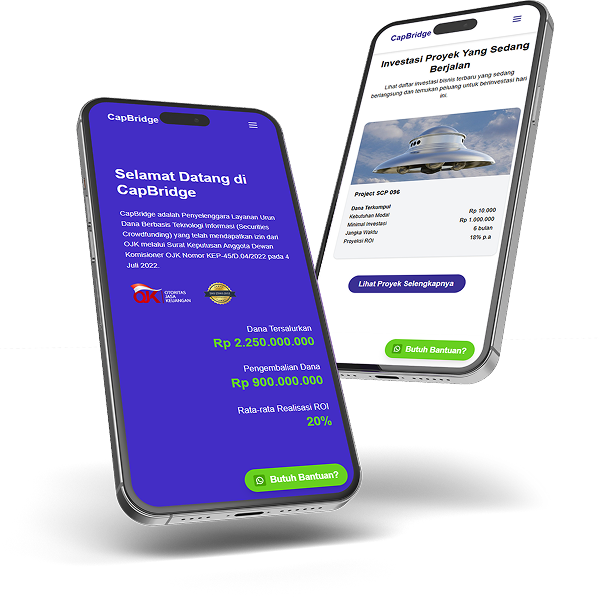 CapBridge
Selamat Datang di
CapBridge
CapBridge adalah Penyelenggara Layanan Urun
Dana Berbasis Teknologi Informasi (Securities
Crowdfunding) yang telah mendapatkan izin dari
OJK melalui Surat Keputusan Anggota Dewan
Komisioner OJK Nomor KEP-45/D.04/2022 pada 4
Juli 2022.
OJK OTORITAS
JASA
KEUANGAN
Dana Tersalurkan
Rp 2.250.000.000
Pengembalian Dana
Rp 900.000.000
Rata-rata Realisasi ROI
20%
Butuh Bantuan?
CapBridge
Investasi Proyek Yang Sedang
Berjalan
Lihat daftar investasi bisnis terbaru yang sedang
berlangsung dan temukan peluang untuk berinvestasi hari
ini.
Project SCP 096
Dana Terkumpul
Kebutuhan Modal Rp 10.000
Minimal investasi Rp 1.000.000
Jangka Waktu 6 bulan
Proyeksi ROI 18% p.a
Lihat Proyek Selengkapnya
Butuh Bantuan?